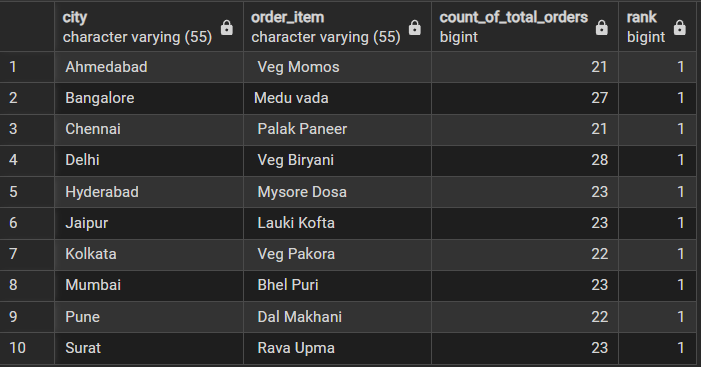 city order_item count_of_total_orders rank
character varying (55) character varying (55) bigint bigint
1 Ahmedabad Veg Momos 21 1
2 Bangalore Medu vada 27 1
3 Chennai Palak Paneer 21 1
4 Delhi Veg Biryani 28 1
5 Hyderabad Mysore Dosa 23 1
6 Jaipur Lauki Kofta 23 1
7 Kolkata Veg Pakora 22 1
8 Mumbai Bhel Puri 23 1
9 Pune Dal Makhani 22 1
10 Surat Rava Upma 23 1